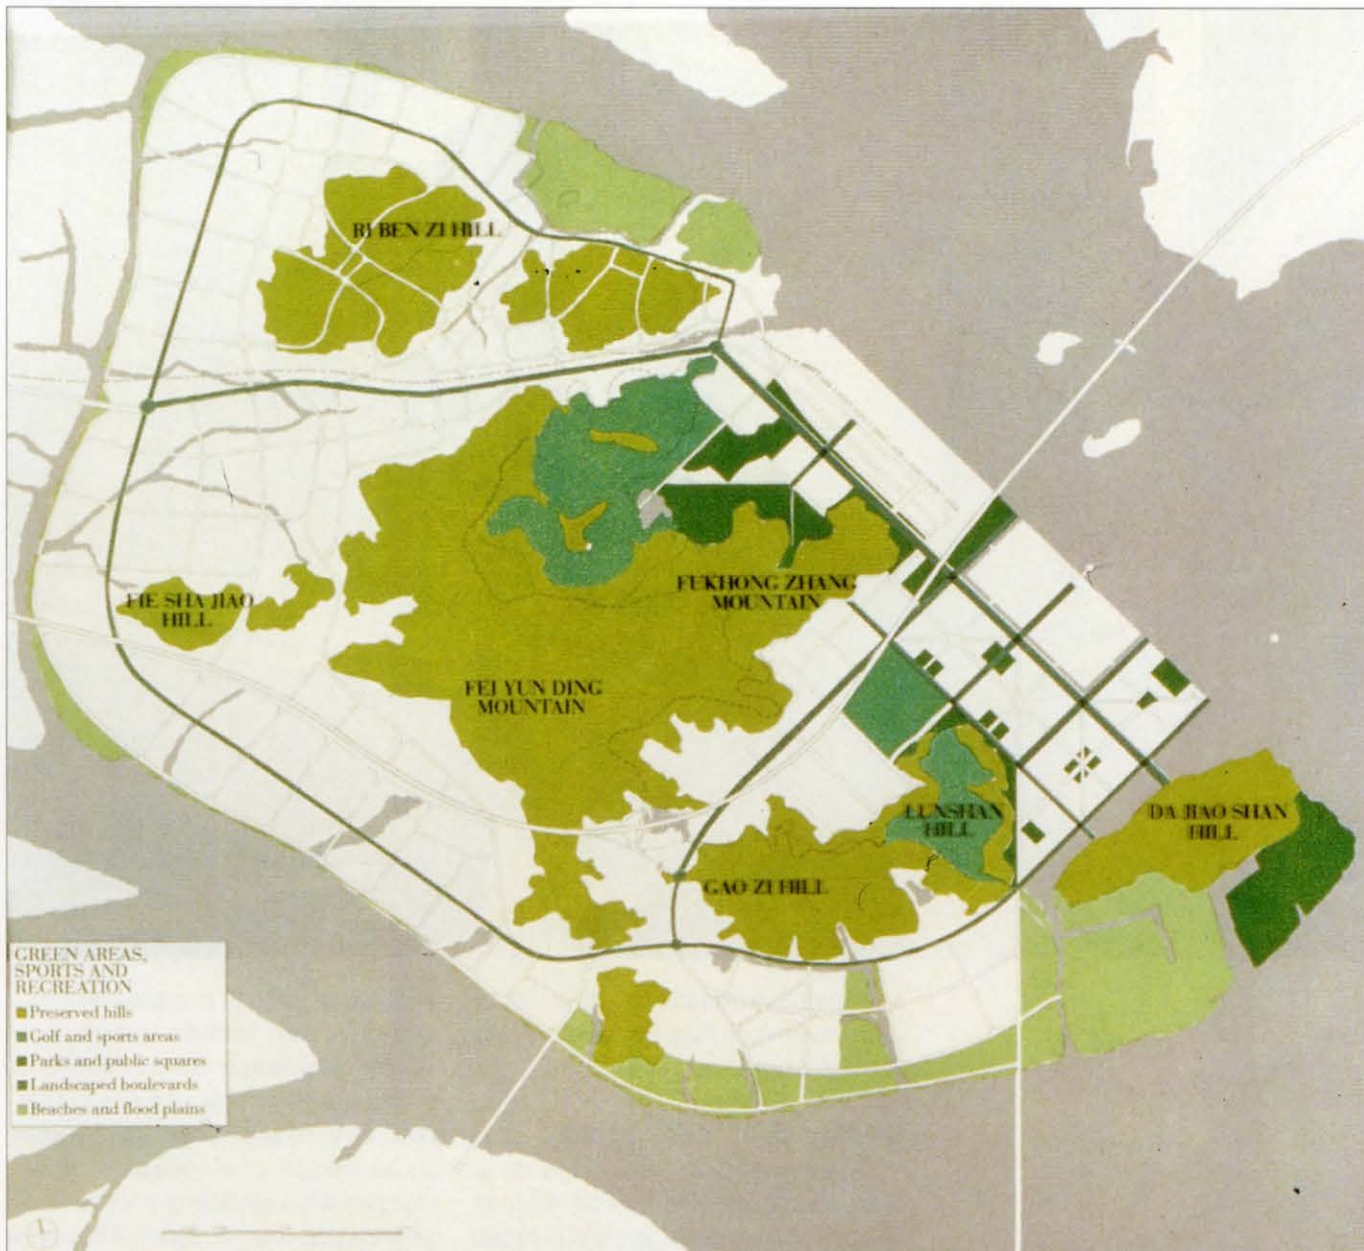 RI BEN ZI HILL
FIE SHA JIAO
HILL
FUKHONG ZHANG
MOUNTAIN
FEI YUN DING
MOUNTAIN
LUNSHAN
HILL
DA JIAO SHAN
HILL
GAO ZI HILL
GREEN AREAS,
SPORTS AND
RECREATION
Preserved hills
Golf and sports areas
Parks and public squares
Landscaped boulevards
Beaches and flood plains